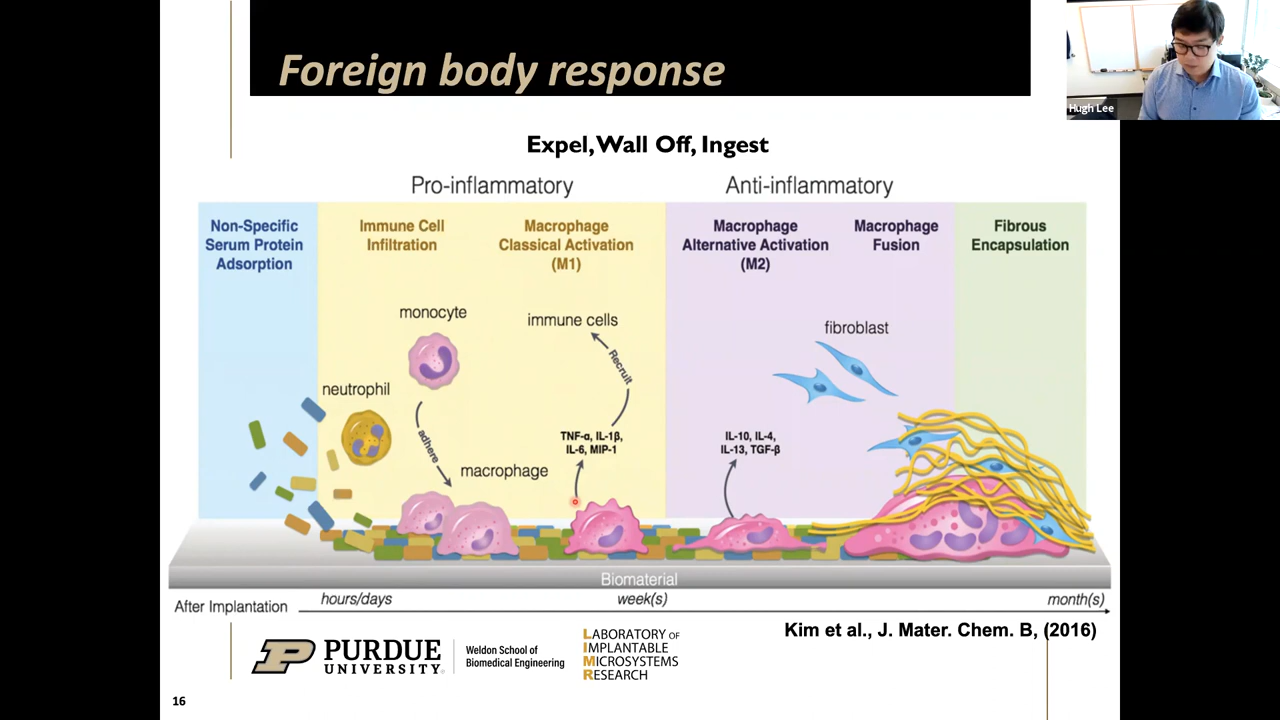 Foreign body response
Hugh Lee
Expel, Wall Off, Ingest
Pro-inflammatory
Anti-inflammatory
Non-Specific
Serum Protein
Adsorption
Immune Cell
Infiltration
Macrophage
Classical Activation
(M1)
Macrophage
Alternative Activation
(M2)
Macrophage
Fusion
Fibrous
Encapsulation
monocyte
immune cells
fibroblast
Recruit
neutrophil
adhere
TNF-α, IL-1β,
IL-6, MIP-1
IL-10, IL-4,
IL-13, TGF-β
macrophage
Biomaterial
After Implantation
hours/days
week(s)
month(s)
Kim et al., J. Mater. Chem. B, (2016)
P PURDUE
UNIVERSITY
Weldon School of
Biomedical Engineering
LABORATORY OF
IMPLANTABLE
MICROSYSTEMS
RESEARCH
16